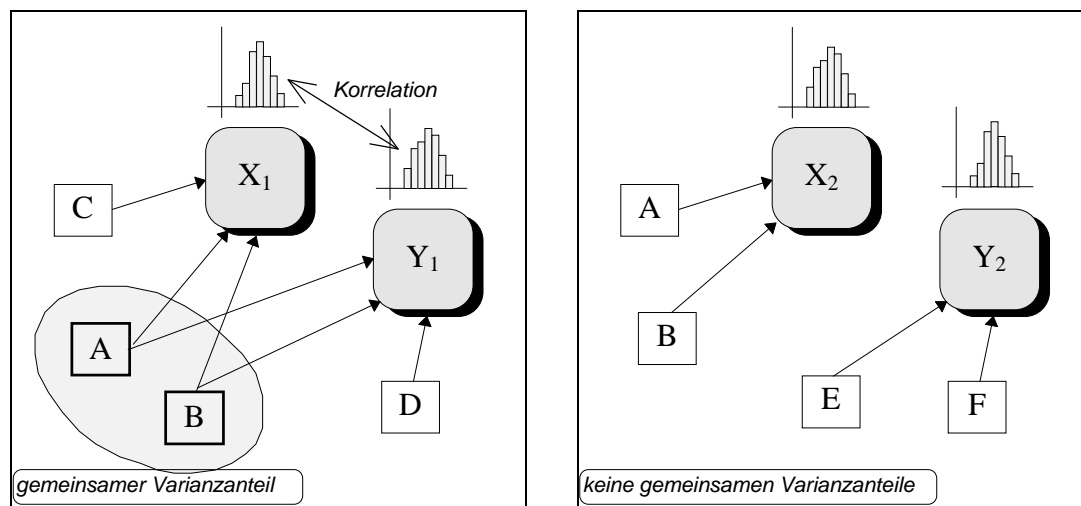 Korrelation
X₁
C
Y₁
A
B
D
gemeinsamer Varianzanteil
X₂
A
Y₂
B
E
F
keine gemeinsamen Varianzanteile